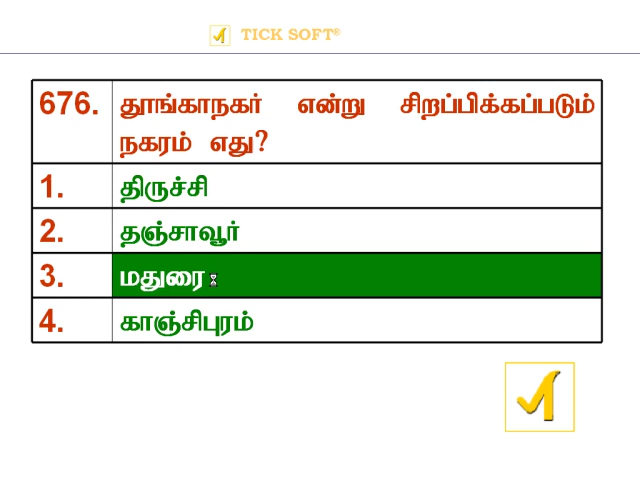 TICK SOFT®
676. தூங்காநகர் என்று சிறப்பிக்கப்படும்
நகரம் எது?
1. திருச்சி
2. தஞ்சாவூர்
3. மதுரை
4. காஞ்சிபுரம்